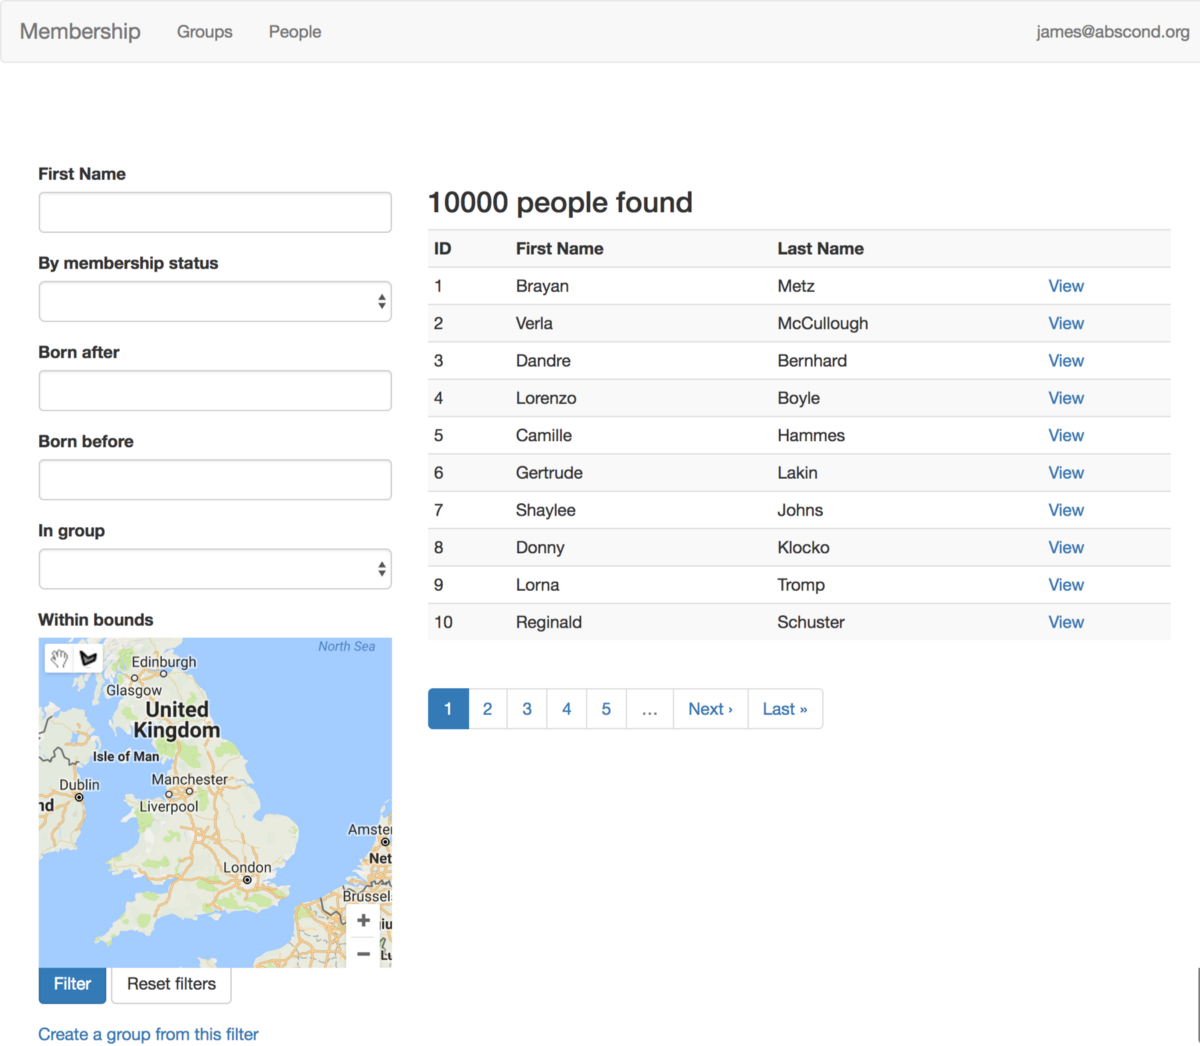 Membership Groups People james@abscond.org
First Name
By membership status
Born after
Born before
In group
Within bounds
North Sea
Edinburgh
Glasgow
United
Kingdom
Isle of Man
Manchester
Dublin
nd
Liverpool
Amste
Net
London
Brussel
giu
Lu
+
−
Filter Reset filters
Create a group from this filter
10000 people found
ID First Name Last Name
1 Brayan Metz View
2 Verla McCullough View
3 Dandre Bernhard View
4 Lorenzo Boyle View
5 Camille Hammes View
6 Gertrude Lakin View
7 Shaylee Johns View
8 Donny Klocko View
9 Lorna Tromp View
10 Reginald Schuster View
1 2 3 4 5 … Next › Last »